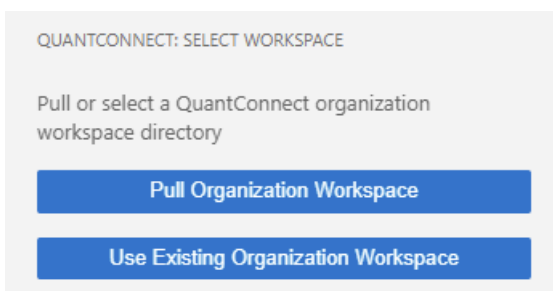 QUANTCONNECT: SELECT WORKSPACE
Pull or select a QuantConnect organization
workspace directory
Pull Organization Workspace
Use Existing Organization Workspace